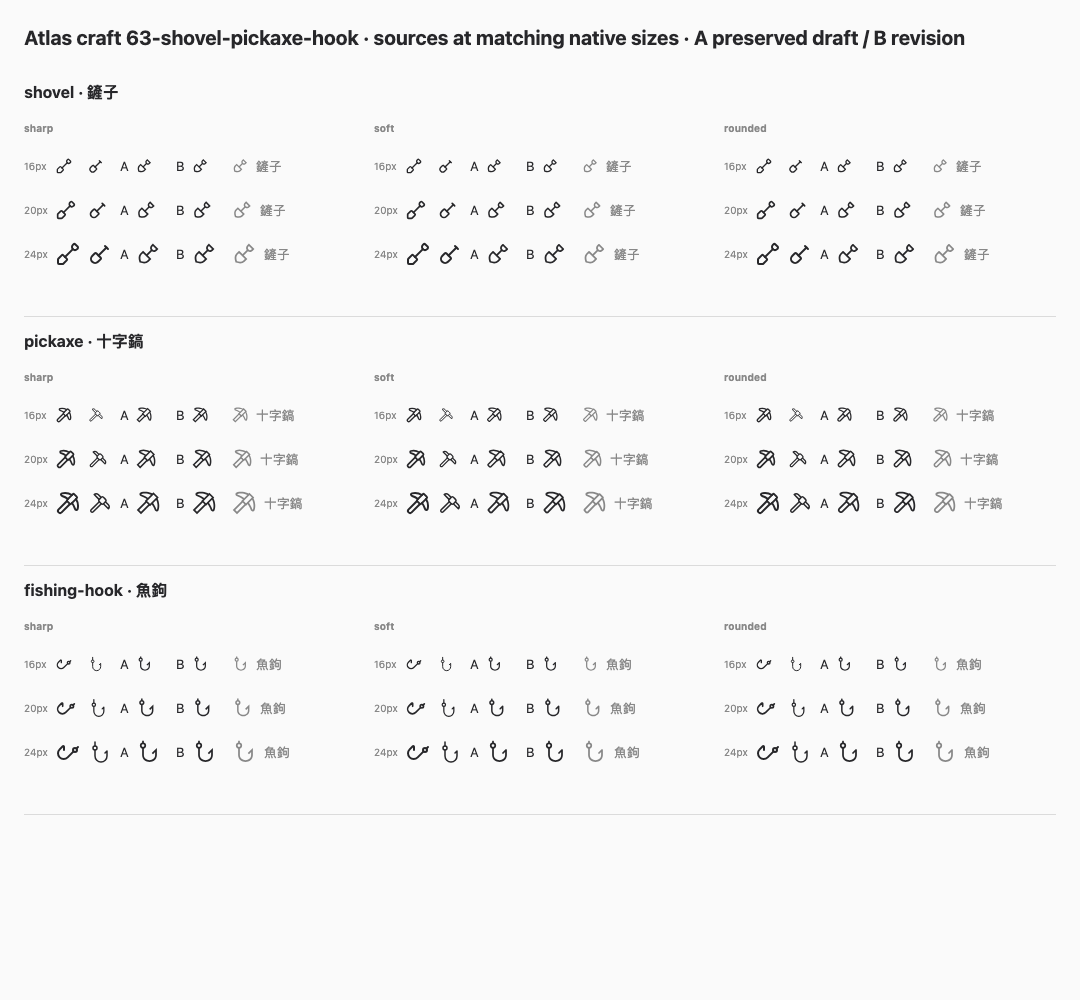 Atlas craft 63-shovel-pickaxe-hook · sources at matching native sizes · A preserved draft / B revision
shovel · 鏟子
sharp soft rounded
16px A B 鏟子 16px A B 鏟子 16px A B 鏟子
20px A B 鏟子 20px A B 鏟子 20px A B 鏟子
24px A B 鏟子 24px A B 鏟子 24px A B 鏟子
pickaxe · 十字鎬
sharp soft rounded
16px A B 十字鎬 16px A B 十字鎬 16px A B 十字鎬
20px A B 十字鎬 20px A B 十字鎬 20px A B 十字鎬
24px A B 十字鎬 24px A B 十字鎬 24px A B 十字鎬
fishing-hook · 魚鉤
sharp soft rounded
16px A B 魚鉤 16px A B 魚鉤 16px A B 魚鉤
20px A B 魚鉤 20px A B 魚鉤 20px A B 魚鉤
24px A B 魚鉤 24px A B 魚鉤 24px A B 魚鉤